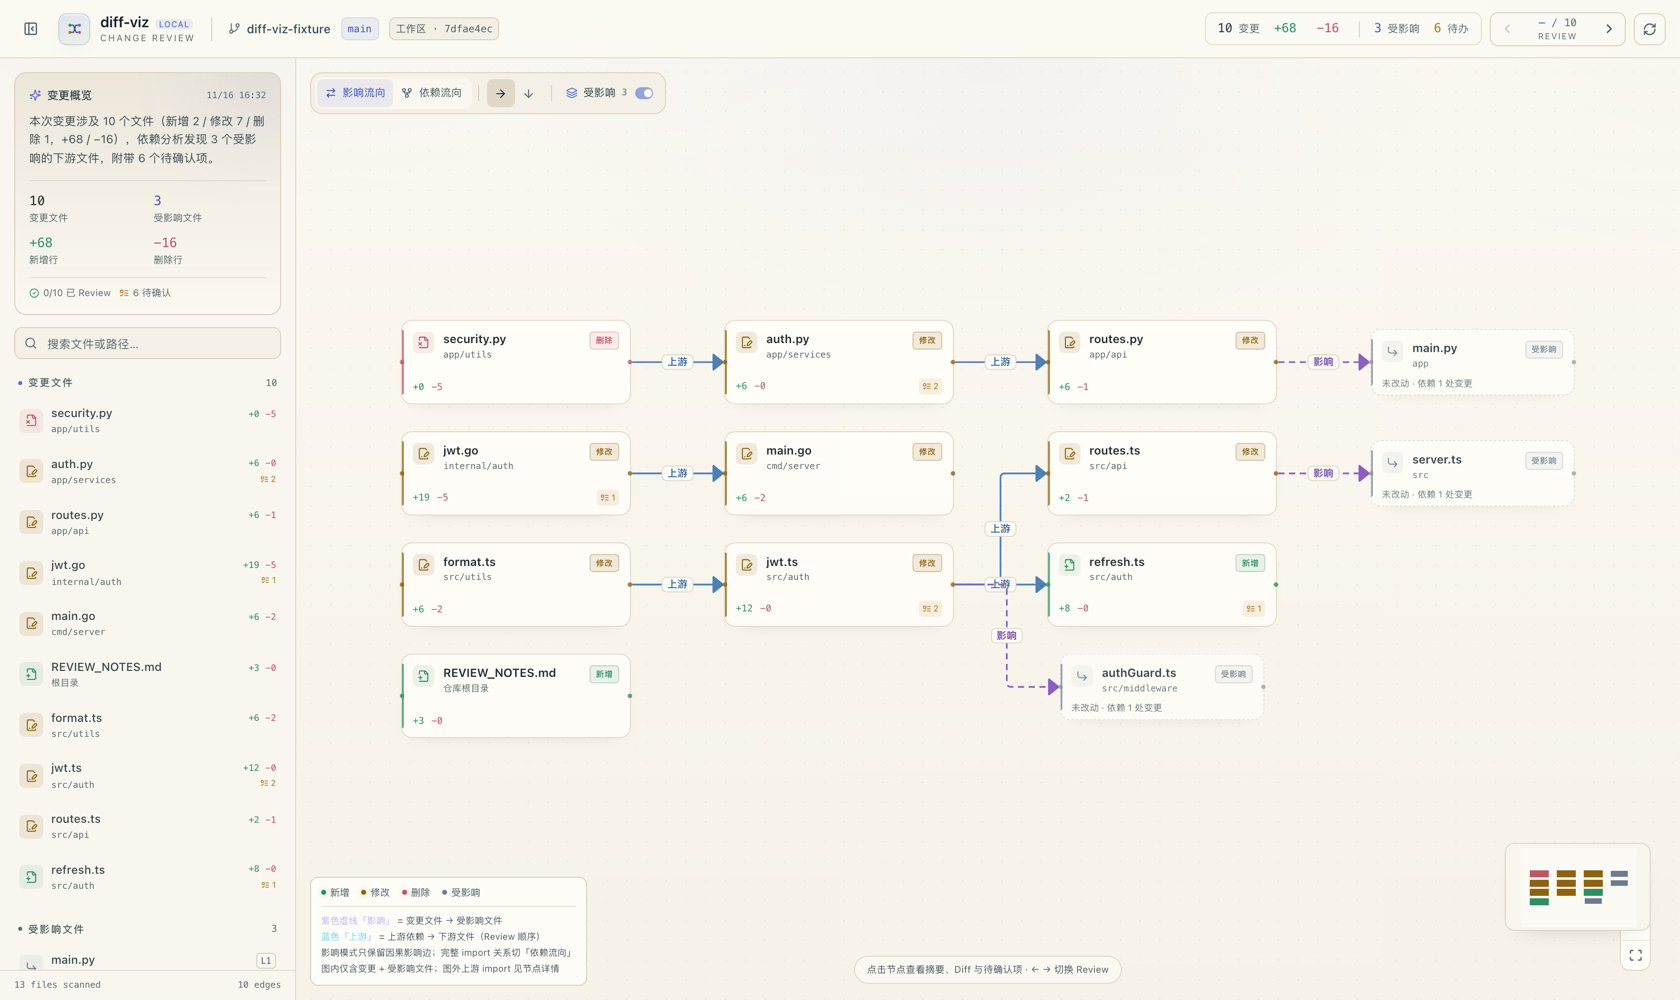 diff-viz LOCAL
CHANGE REVIEW
diff-viz-fixture main 工作区 · 7dfae4ec
10 变更 +68 −16 3 受影响 6 待办
— / 10
REVIEW
变更概览 11/16 16:32
本次变更涉及 10 个文件（新增 2 / 修改 7 / 删
除 1，+68 / −16），依赖分析发现 3 个受影
响的下游文件，附带 6 个待确认项。
10 3
变更文件 受影响文件
+68 −16
新增行 删除行
0/10 已 Review 6 待确认
搜索文件或路径...
变更文件 10
security.py +0 −5
app/utils
auth.py +6 −0
app/services 2
routes.py +6 −1
app/api
jwt.go +19 −5
internal/auth 1
main.go +6 −2
cmd/server
REVIEW_NOTES.md +3 −0
根目录
format.ts +6 −2
src/utils
jwt.ts +12 −0
src/auth 2
routes.ts +2 −1
src/api
refresh.ts +8 −0
src/auth 1
受影响文件 3
main.py L1
13 files scanned 10 edges
影响流向 依赖流向 → ↓ 受影响 3
security.py 删除
app/utils
+0 −5
上游
auth.py 修改
app/services
+6 −0 2
上游
routes.py 修改
app/api
+6 −1
影响
main.py 受影响
app
未改动 · 依赖 1 处变更
jwt.go 修改
internal/auth
+19 −5 1
上游
main.go 修改
cmd/server
+6 −2
routes.ts 修改
src/api
+2 −1
影响
server.ts 受影响
src
未改动 · 依赖 1 处变更
上游
format.ts 修改
src/utils
+6 −2
上游
jwt.ts 修改
src/auth
+12 −0 2
上游
refresh.ts 新增
src/auth
+8 −0 1
影响
REVIEW_NOTES.md 新增
仓库根目录
+3 −0
authGuard.ts 受影响
src/middleware
未改动 · 依赖 1 处变更
新增 修改 删除 受影响
紫色虚线「影响」 = 变更文件 → 受影响文件
蓝色「上游」 = 上游依赖 → 下游文件（Review 顺序）
影响模式只保留因果影响边；完整 import 关系切「依赖流向」
图内仅含变更 + 受影响文件；图外上游 import 见节点详情
点击节点查看摘要、Diff 与待确认项 · ← → 切换 Review